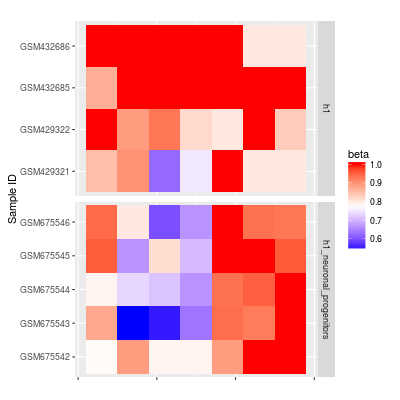 GSM432686
GSM432685
GSM429322
GSM429321
h1
GSM675546
GSM675545
GSM675544
GSM675543
GSM675542
h1_neuronal_progenitors
Sample ID
beta
1.0
0.9
0.8
0.7
0.6